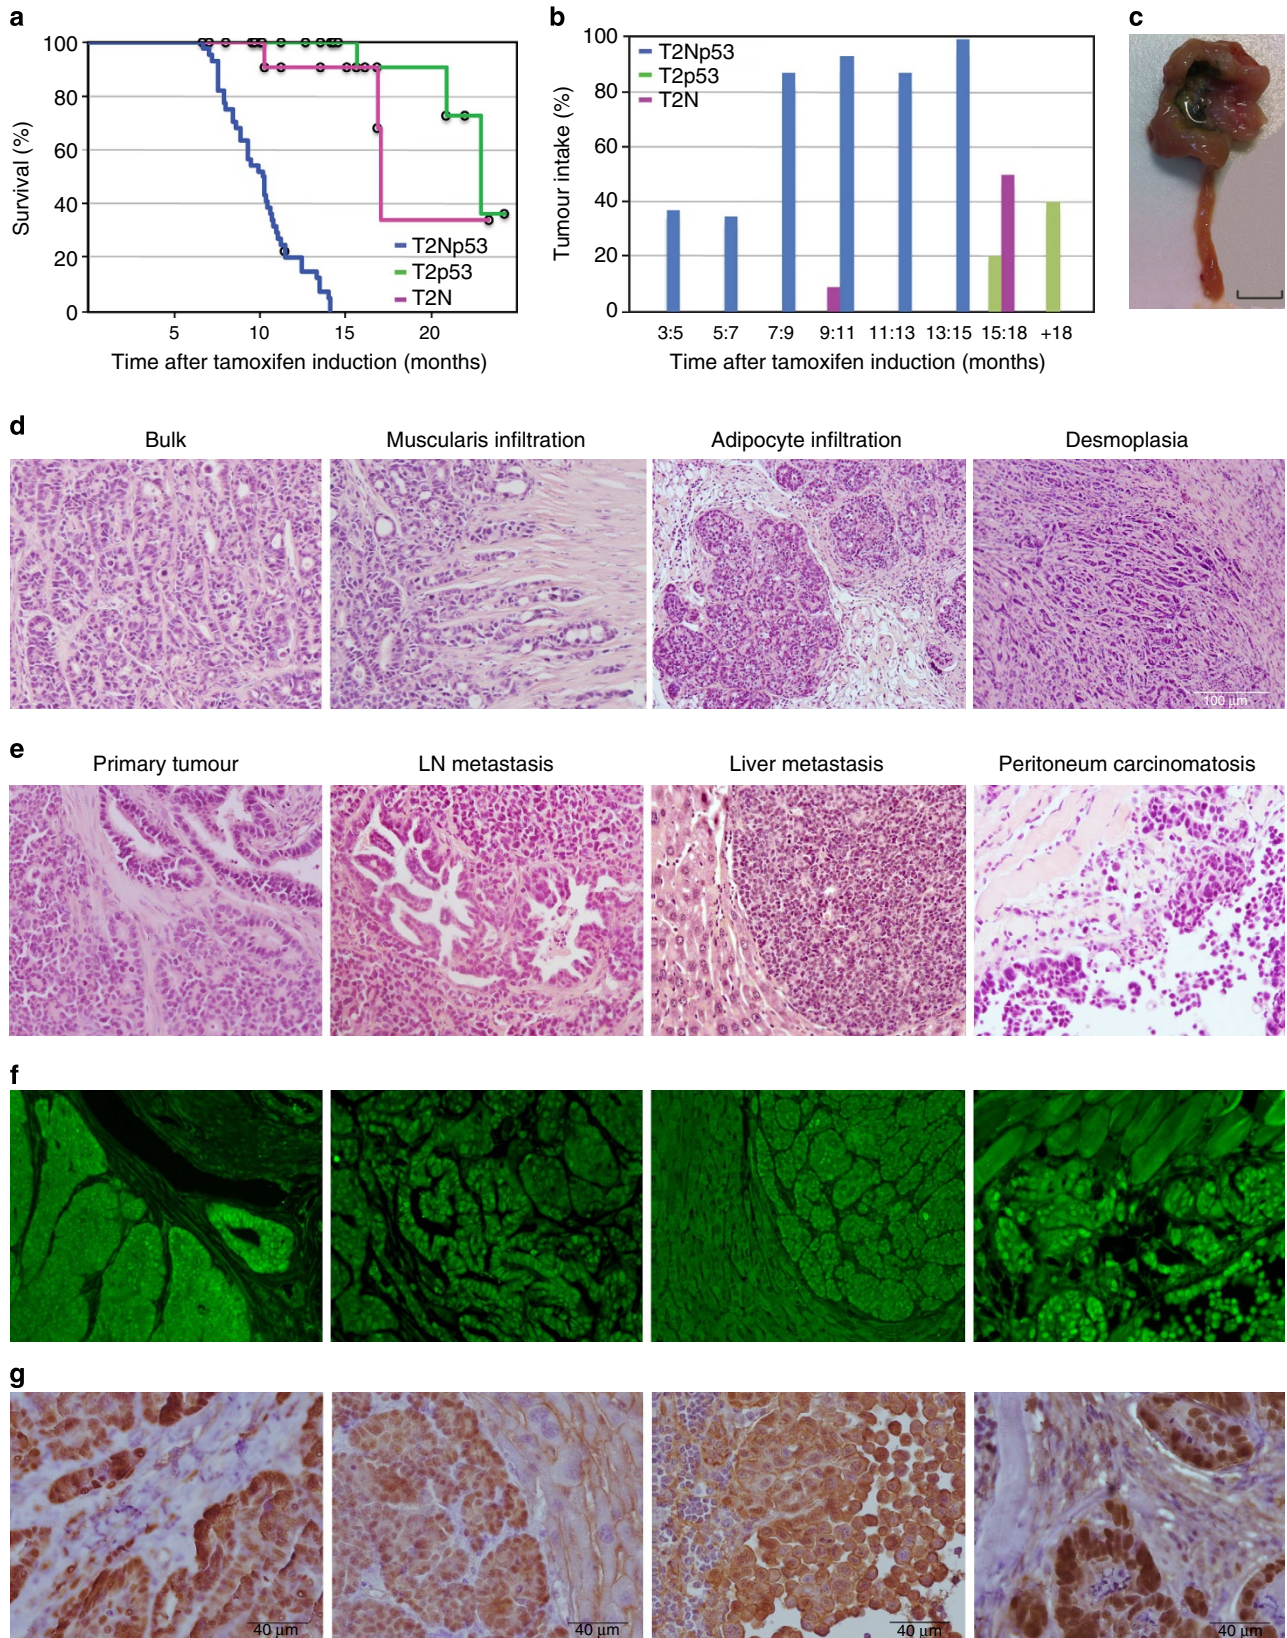 a
100
80
60
40
20
0
Survival (%)
5
10
15
20
Time after tamoxifen induction (months)
T2Np53
T2p53
T2N
b
100
80
60
40
20
0
Tumour intake (%)
3:5
5:7
7:9
9:11
11:13
13:15
15:18
+18
Time after tamoxifen induction (months)
T2Np53
T2p53
T2N
c
d
Bulk
Muscularis infiltration
Adipocyte infiltration
Desmoplasia
100 μm
e
Primary tumour
LN metastasis
Liver metastasis
Peritoneum carcinomatosis
f
g
40 μm
40 μm
40 μm
40 μm